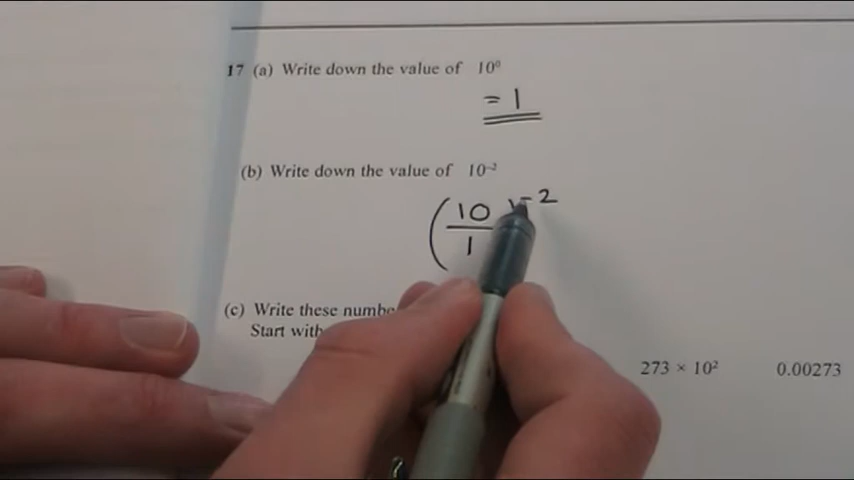 17 (a) Write down the value of 10⁰
= 1
(b) Write down the value of 10⁻²
(10/1)⁻²
(c) Write these
Start with
273 × 10² 0.00273